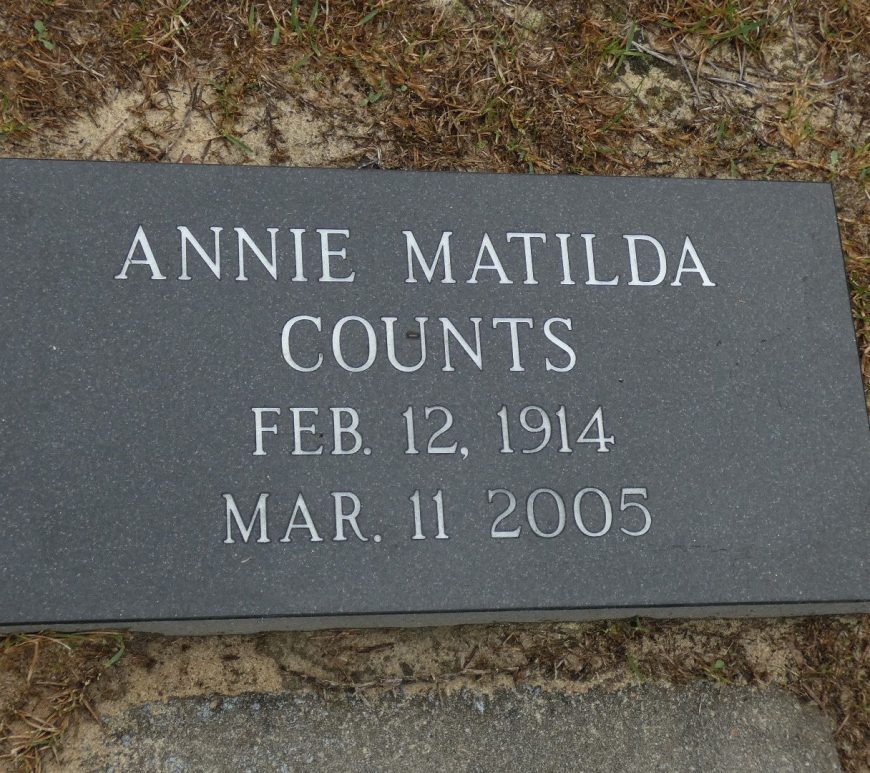 ANNIE MATILDA
COUNTS
FEB. 12, 1914
MAR. 11 2005